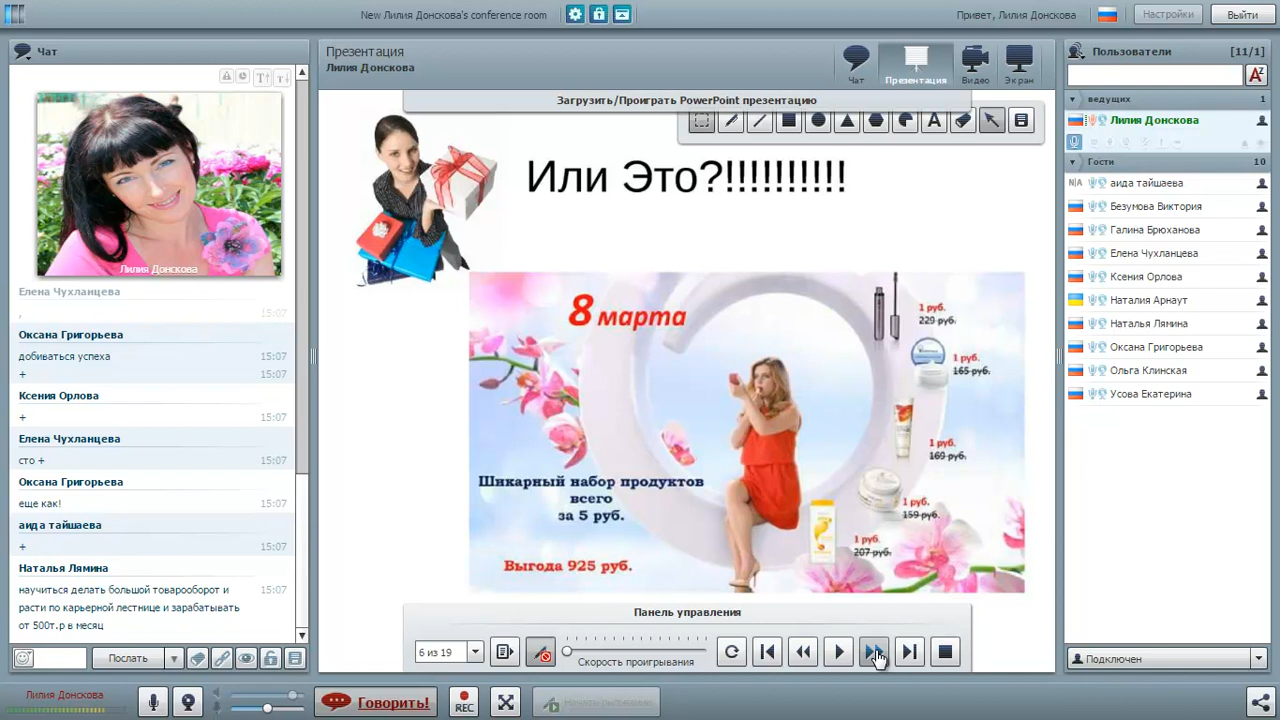 New Лилия Донскова's conference room
Привет, Лилия Донскова
Настройки
Выйти
Чат
Лилия Донскова
Елена Чухланцева
,
15:07
Оксана Григорьева
добиваться успеха
15:07
+
15:07
Ксения Орлова
+
15:07
Елена Чухланцева
сто +
15:07
Оксана Григорьева
еще как!
15:07
аида тайшаева
+
15:07
Наталья Лямина
научиться делать большой товарооборот и
15:07
расти по карьерной лестнице и зарабатывать
от 500т.р в месяц
Послать
Презентация
Лилия Донскова
Чат
Презентация
Видео
Экран
Загрузить/Проиграть PowerPoint презентацию
Или Это?!!!!!!!!!!
8 марта
1 руб.
229 руб.
1 руб.
165 руб.
1 руб.
169 руб.
1 руб.
159 руб.
1 руб.
207 руб.
Шикарный набор продуктов
всего
за 5 руб.
Выгода 925 руб.
Панель управления
6 из 19
Скорость проигрывания
Пользователи
[11/1]
ведущих
1
Лилия Донскова
Гости
10
N/A
аида тайшаева
Безумова Виктория
Галина Брюханова
Елена Чухланцева
Ксения Орлова
Наталия Арнаут
Наталья Лямина
Оксана Григорьева
Ольга Клинская
Усова Екатерина
Подключен
Лилия Донскова
Говорить!
REC